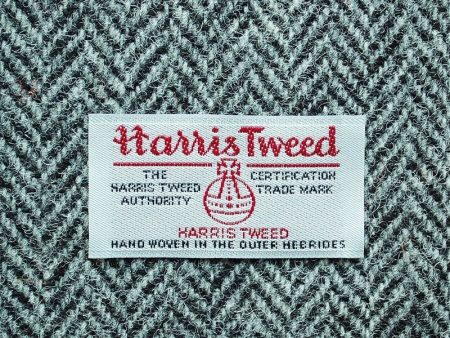 Harris Tweed
THE CERTIFICATION
HARRIS TWEED TRADE MARK
AUTHORITY
HARRIS TWEED
HAND WOVEN IN THE OUTER HEBRIDES